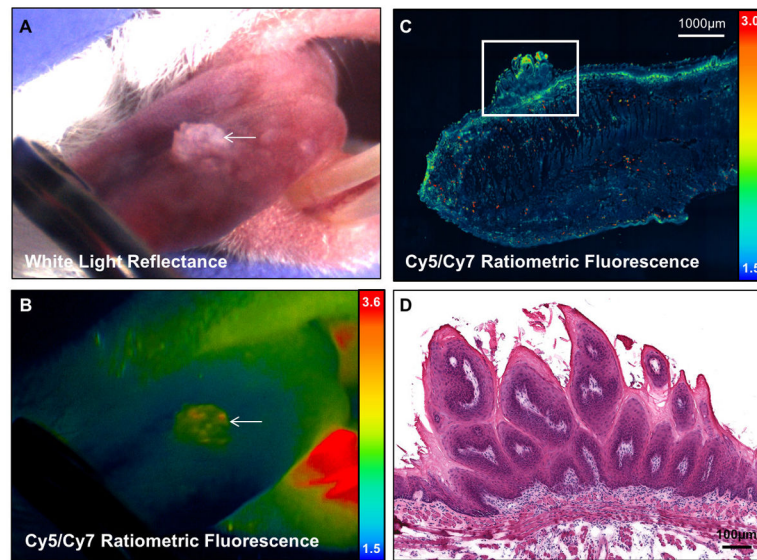 A
White Light Reflectance
B
3.6
1.5
Cy5/Cy7 Ratiometric Fluorescence
C
1000µm
3.0
1.5
Cy5/Cy7 Ratiometric Fluorescence
D
100µm